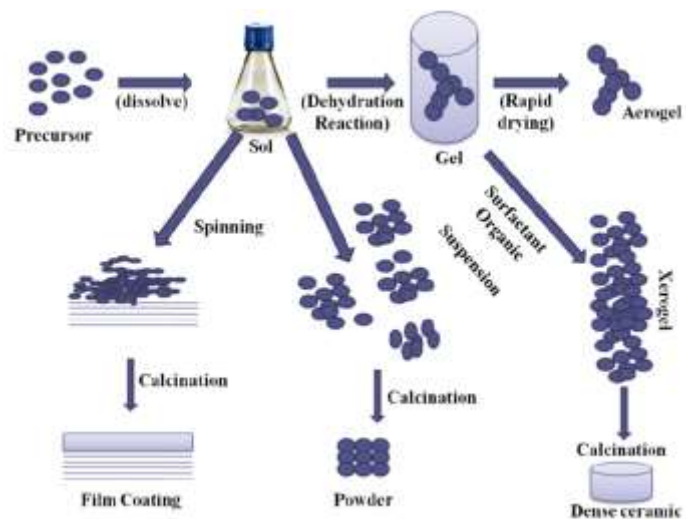 Precursor
(dissolve)
Sol
(Dehydration
Reaction)
Gel
(Rapid
drying)
Aerogel
Spinning
Suspension
Surfactant
Organic
Xerogel
Calcination
Calcination
Calcination
Film Coating
Powder
Dense ceramic